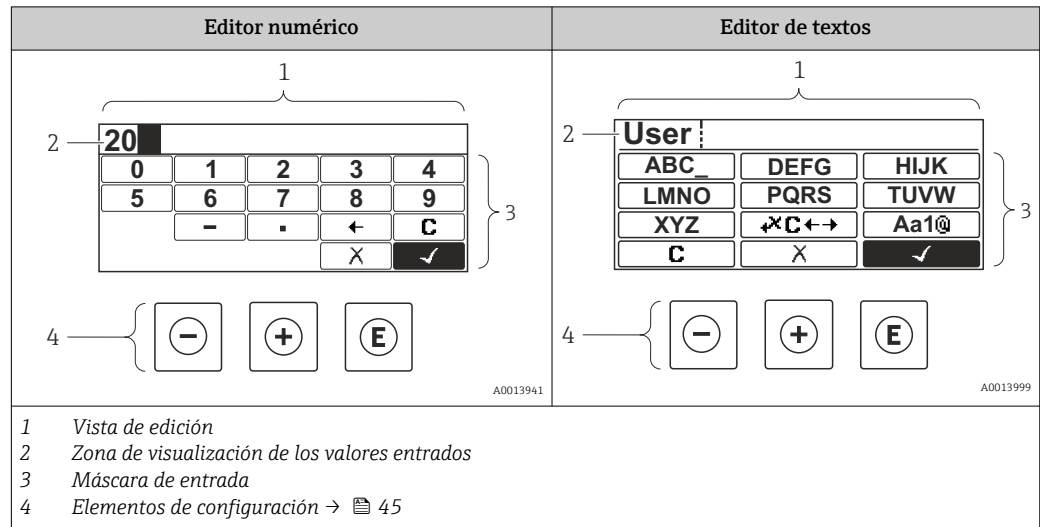 Editor numérico
Editor de textos
1
2
20
0 1 2 3 4
5 6 7 8 9
- . ← C
X ✓
3
4
- + E
A0013941
1
2
User
ABC_ DEFG HIJK
LMNO PQRS TUVW
XYZ ↶XC←→ Aa1@
C X ✓
3
4
- + E
A0013999
1 Vista de edición
2 Zona de visualización de los valores entrados
3 Máscara de entrada
4 Elementos de configuración → 45